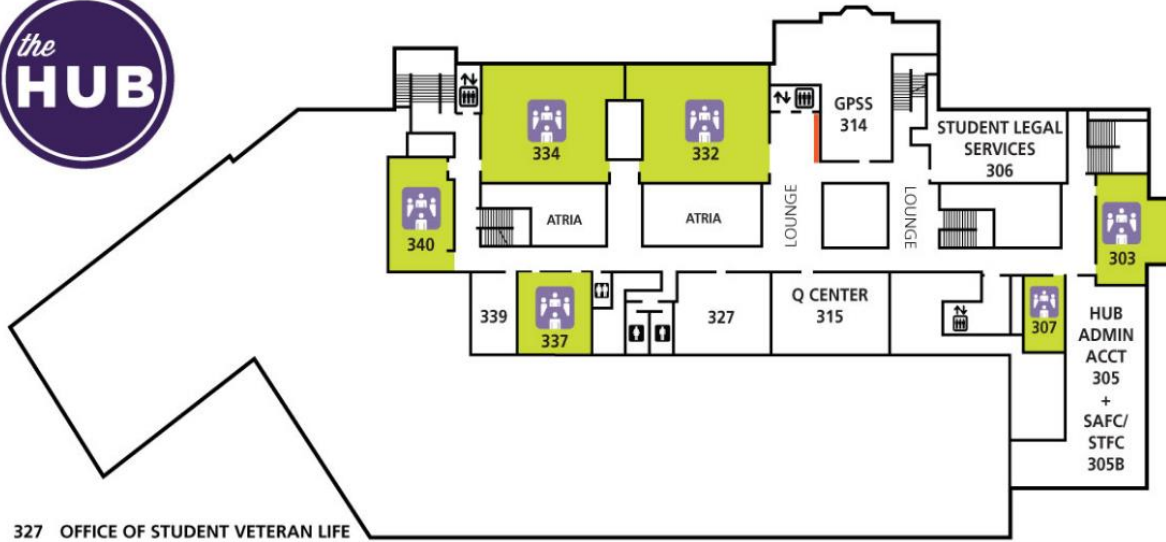 the
HUB
334
332
GPSS
314
STUDENT LEGAL
SERVICES
306
340
ATRIA
ATRIA
LOUNGE
LOUNGE
303
339
337
327
Q CENTER
315
307
HUB
ADMIN
ACCT
305
+
SAFC/
STFC
305B
327 OFFICE OF STUDENT VETERAN LIFE